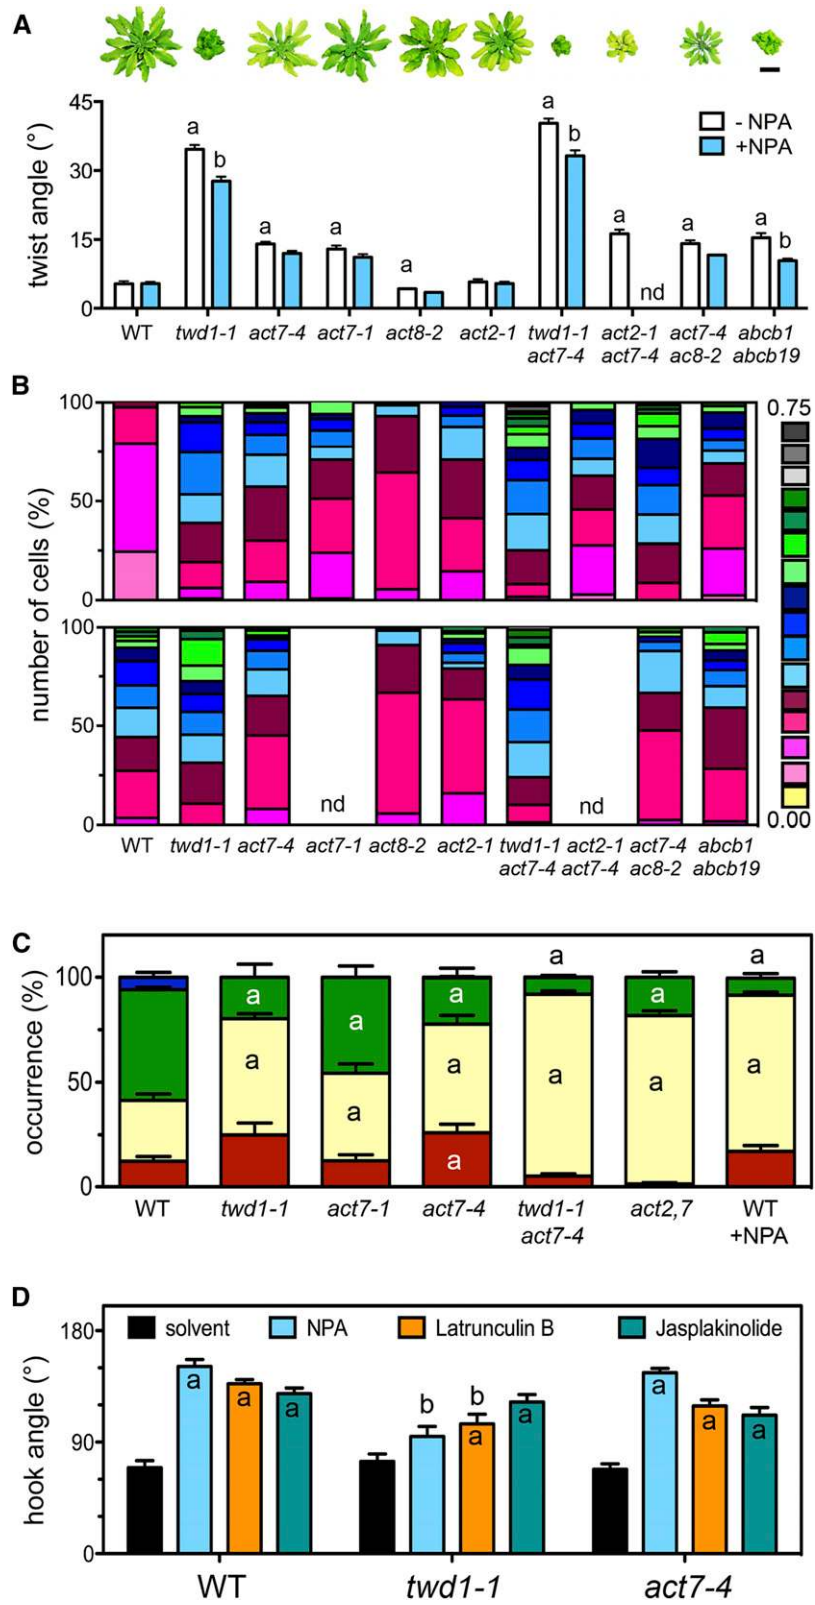 A
45
30
15
0
twist angle (°)
a
b
a
a
a
a
b
a
nd
a
a
b
- NPA
+NPA
WT twd1-1 act7-4 act7-1 act8-2 act2-1 twd1-1 act2-1 act7-4 abcb1
act7-4 act7-4 ac8-2 abcb19
B
100
50
0
100
50
0
number of cells (%)
0.75
0.00
nd
nd
WT twd1-1 act7-4 act7-1 act8-2 act2-1 twd1-1 act2-1 act7-4 abcb1
act7-4 act7-4 ac8-2 abcb19
C
100
50
0
occurrence (%)
a
a
a
a
a
a
a
a
a
a
a
a
a
WT twd1-1 act7-1 act7-4 twd1-1 act2,7 WT
act7-4 +NPA
D
180
90
0
hook angle (°)
solvent NPA Latrunculin B Jasplakinolide
a
a
a
b
b
a
a
a
a
a
WT twd1-1 act7-4